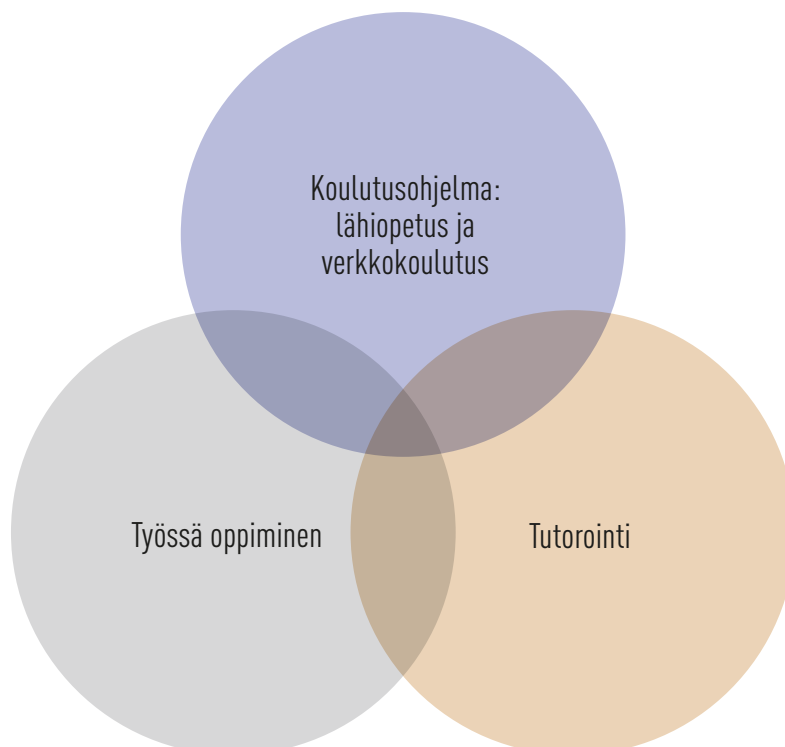 Koulutusohjelma:
lähiopetus ja
verkkokoulutus
Työssä oppiminen
Tutorointi